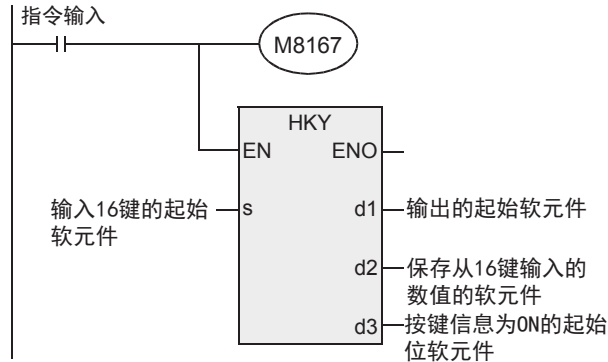 指令输入
M8167
HKY
EN ENO
输入16键的起始
软元件
s d1
输出的起始软元件
d2
保存从16键输入的
数值的软元件
d3
按键信息为ON的起始
位软元件